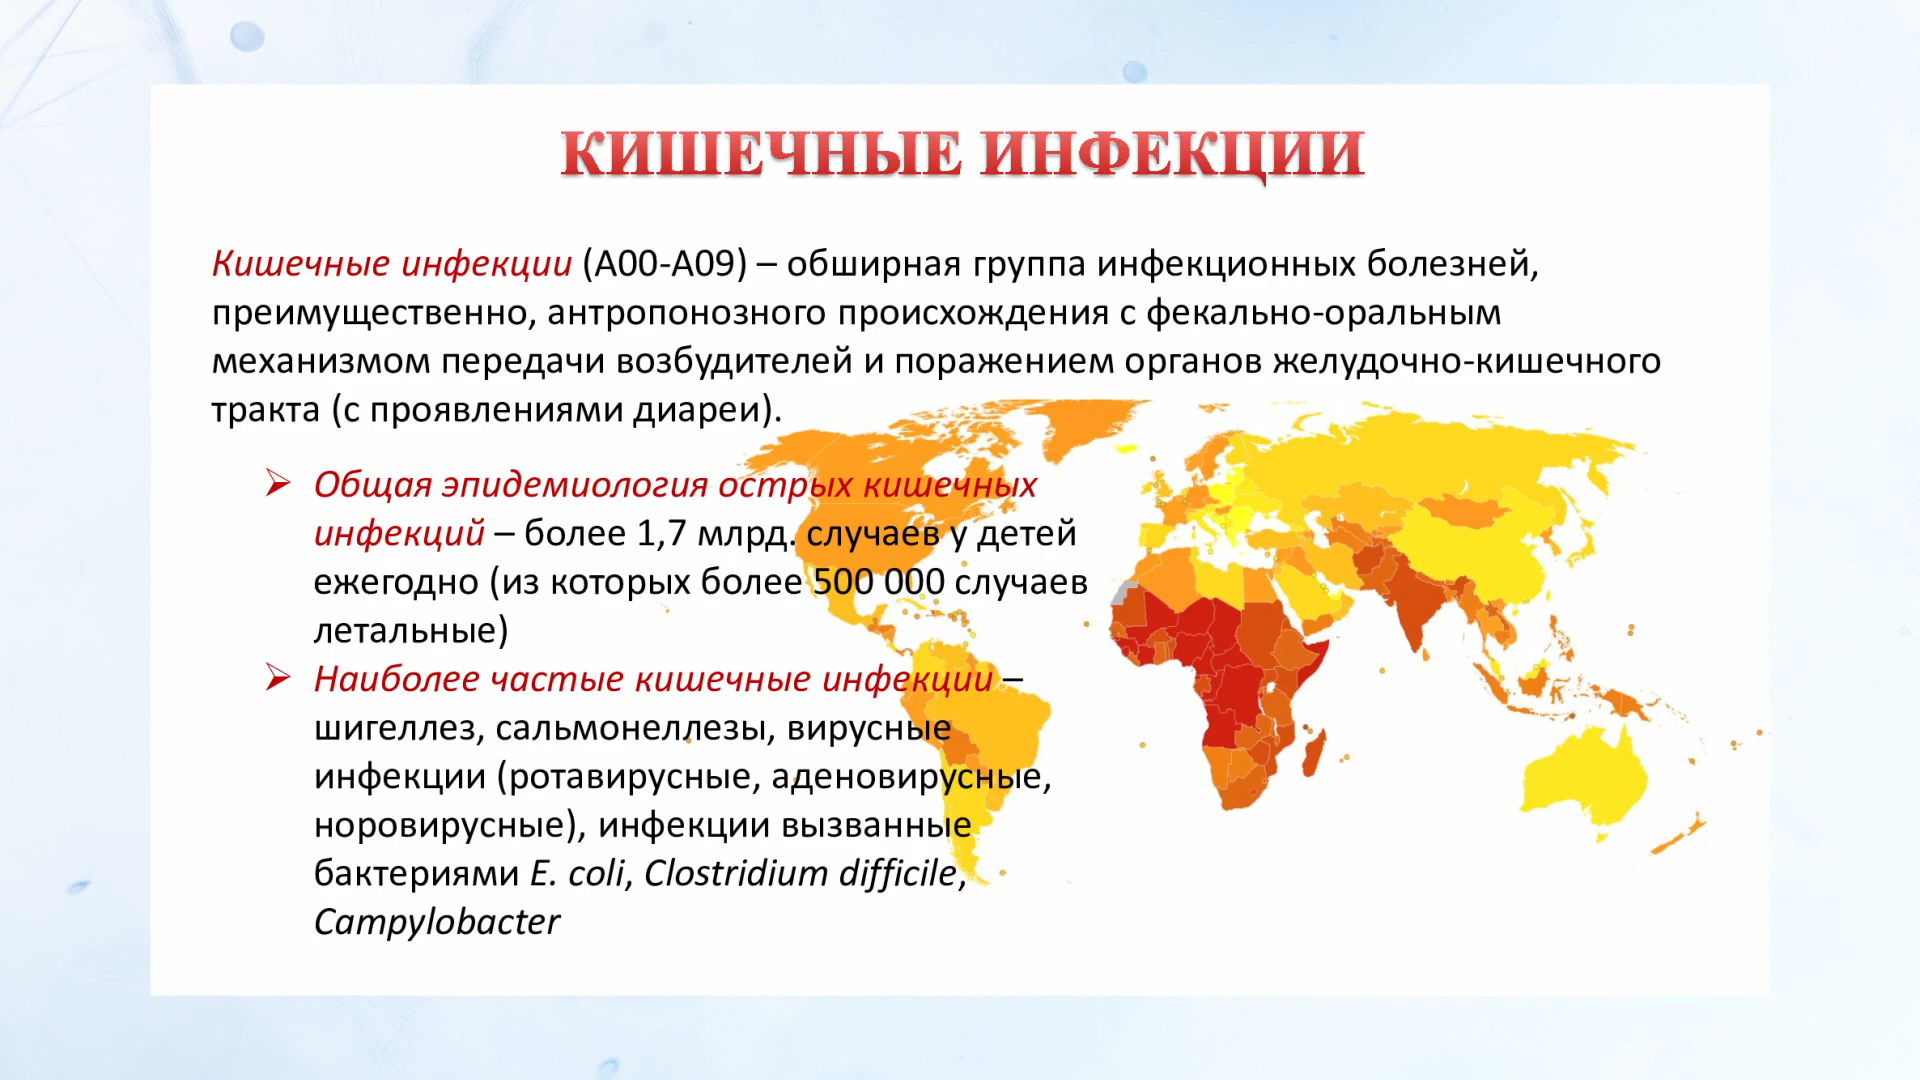 КИШЕЧНЫЕ ИНФЕКЦИИ
Кишечные инфекции (A00-A09) – обширная группа инфекционных болезней,
преимущественно, антропонозного происхождения с фекально-оральным
механизмом передачи возбудителей и поражением органов желудочно-кишечного
тракта (с проявлениями диареи).
➢ Общая эпидемиология острых кишечных
инфекций – более 1,7 млрд. случаев у детей
ежегодно (из которых более 500 000 случаев
летальные)
➢ Наиболее частые кишечные инфекции –
шигеллез, сальмонеллезы, вирусные
инфекции (ротавирусные, аденовирусные,
норовирусные), инфекции вызванные
бактериями E. coli, Clostridium difficile,
Campylobacter